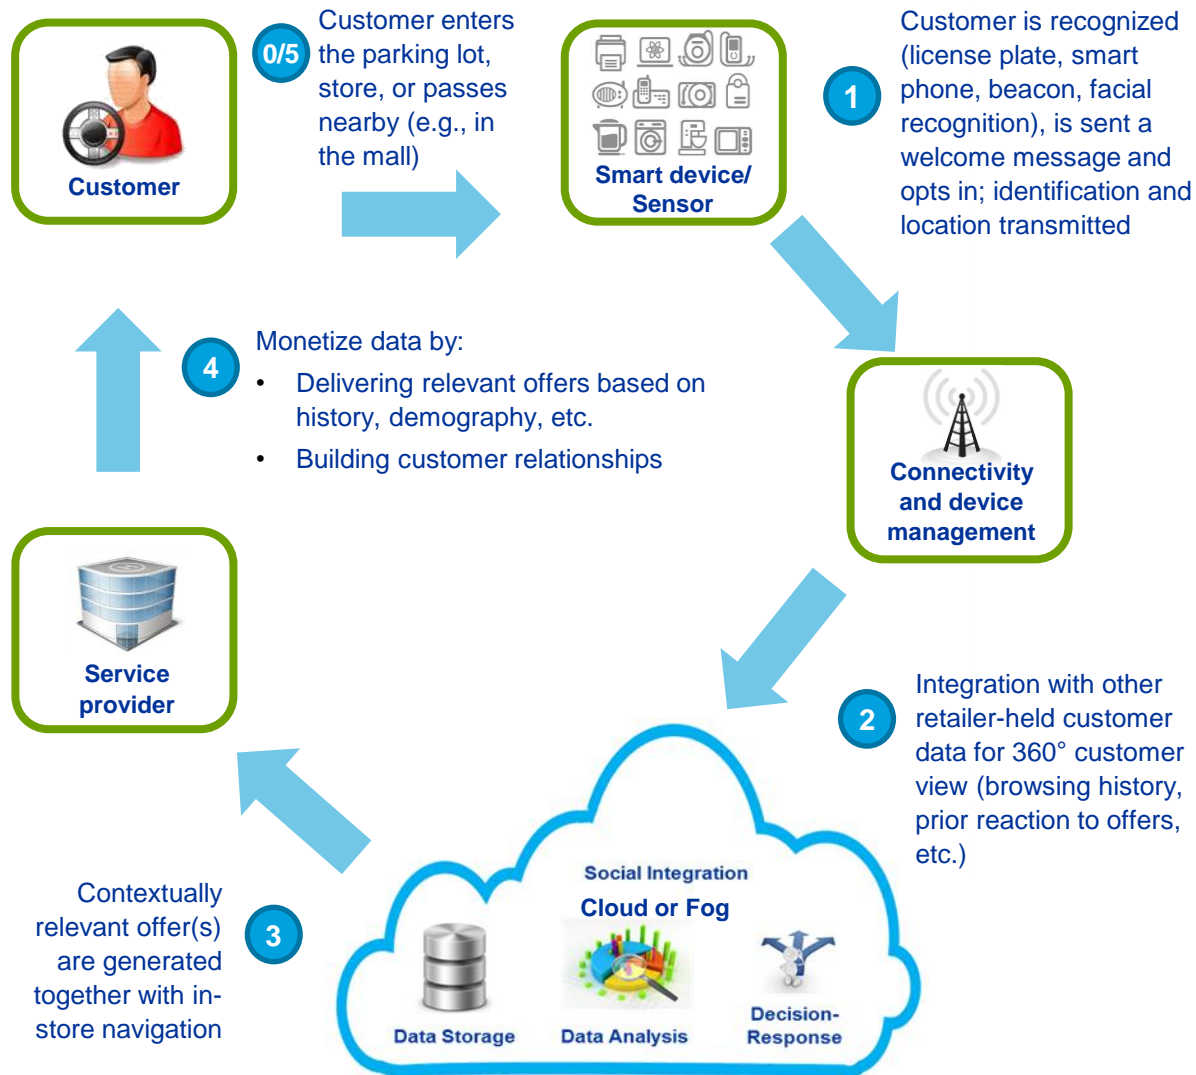 0/5
Customer enters
the parking lot,
store, or passes
nearby (e.g., in
the mall)
Customer
Smart device/
Sensor
1
Customer is recognized
(license plate, smart
phone, beacon, facial
recognition), is sent a
welcome message and
opts in; identification and
location transmitted
4
Monetize data by:
• Delivering relevant offers based on
history, demography, etc.
• Building customer relationships
Connectivity
and device
management
Service
provider
2
Integration with other
retailer-held customer
data for 360° customer
view (browsing history,
prior reaction to offers,
etc.)
3
Contextually
relevant offer(s)
are generated
together with in-
store navigation
Social Integration
Cloud or Fog
Data Storage
Data Analysis
Decision-
Response